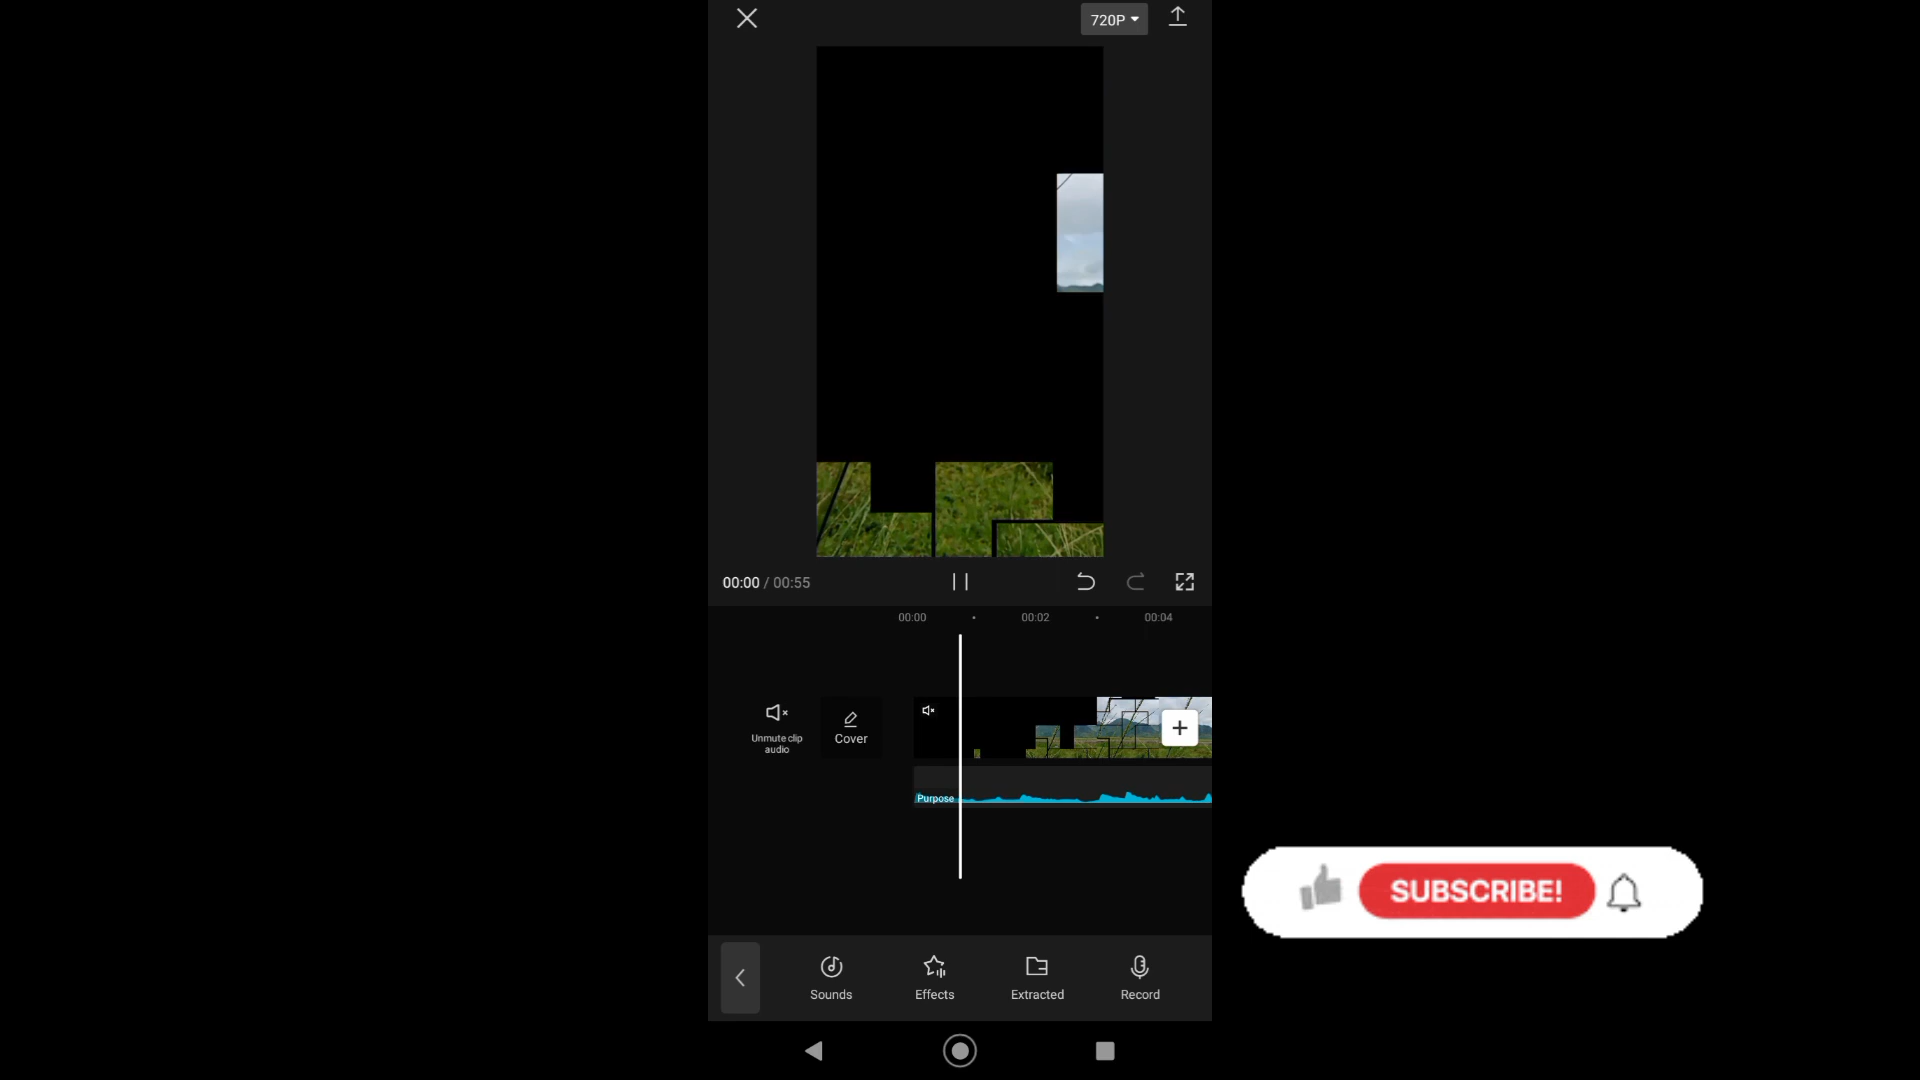 720P
00:00 / 00:55
00:00
00:02
00:04
Unmute clip
audio
Cover
Purpose
SUBSCRIBE!
Sounds
Effects
Extracted
Record